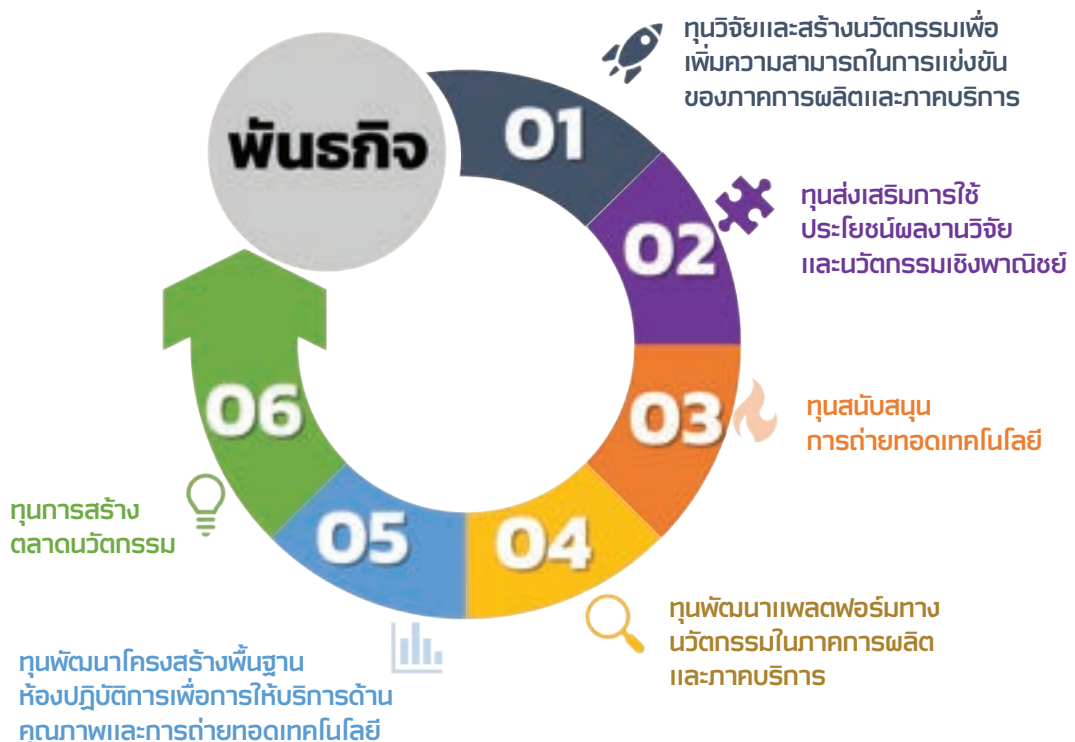 พันธกิจ
01
ทุนวิจัยและสร้างนวัตกรรมเพื่อ
เพิ่มความสามารถในการแข่งขัน
ของภาคการผลิตและภาคบริการ
02
ทุนส่งเสริมการใช้
ประโยชน์ผลงานวิจัย
และนวัตกรรมเชิงพาณิชย์
03
ทุนสนับสนุน
การถ่ายทอดเทคโนโลยี
04
ทุนพัฒนาแพลตฟอร์มทาง
นวัตกรรมในภาคการผลิต
และภาคบริการ
05
ทุนพัฒนาโครงสร้างพื้นฐาน
ห้องปฏิบัติการเพื่อการให้บริการด้าน
คุณภาพและการถ่ายทอดเทคโนโลยี
06
ทุนการสร้าง
ตลาดนวัตกรรม